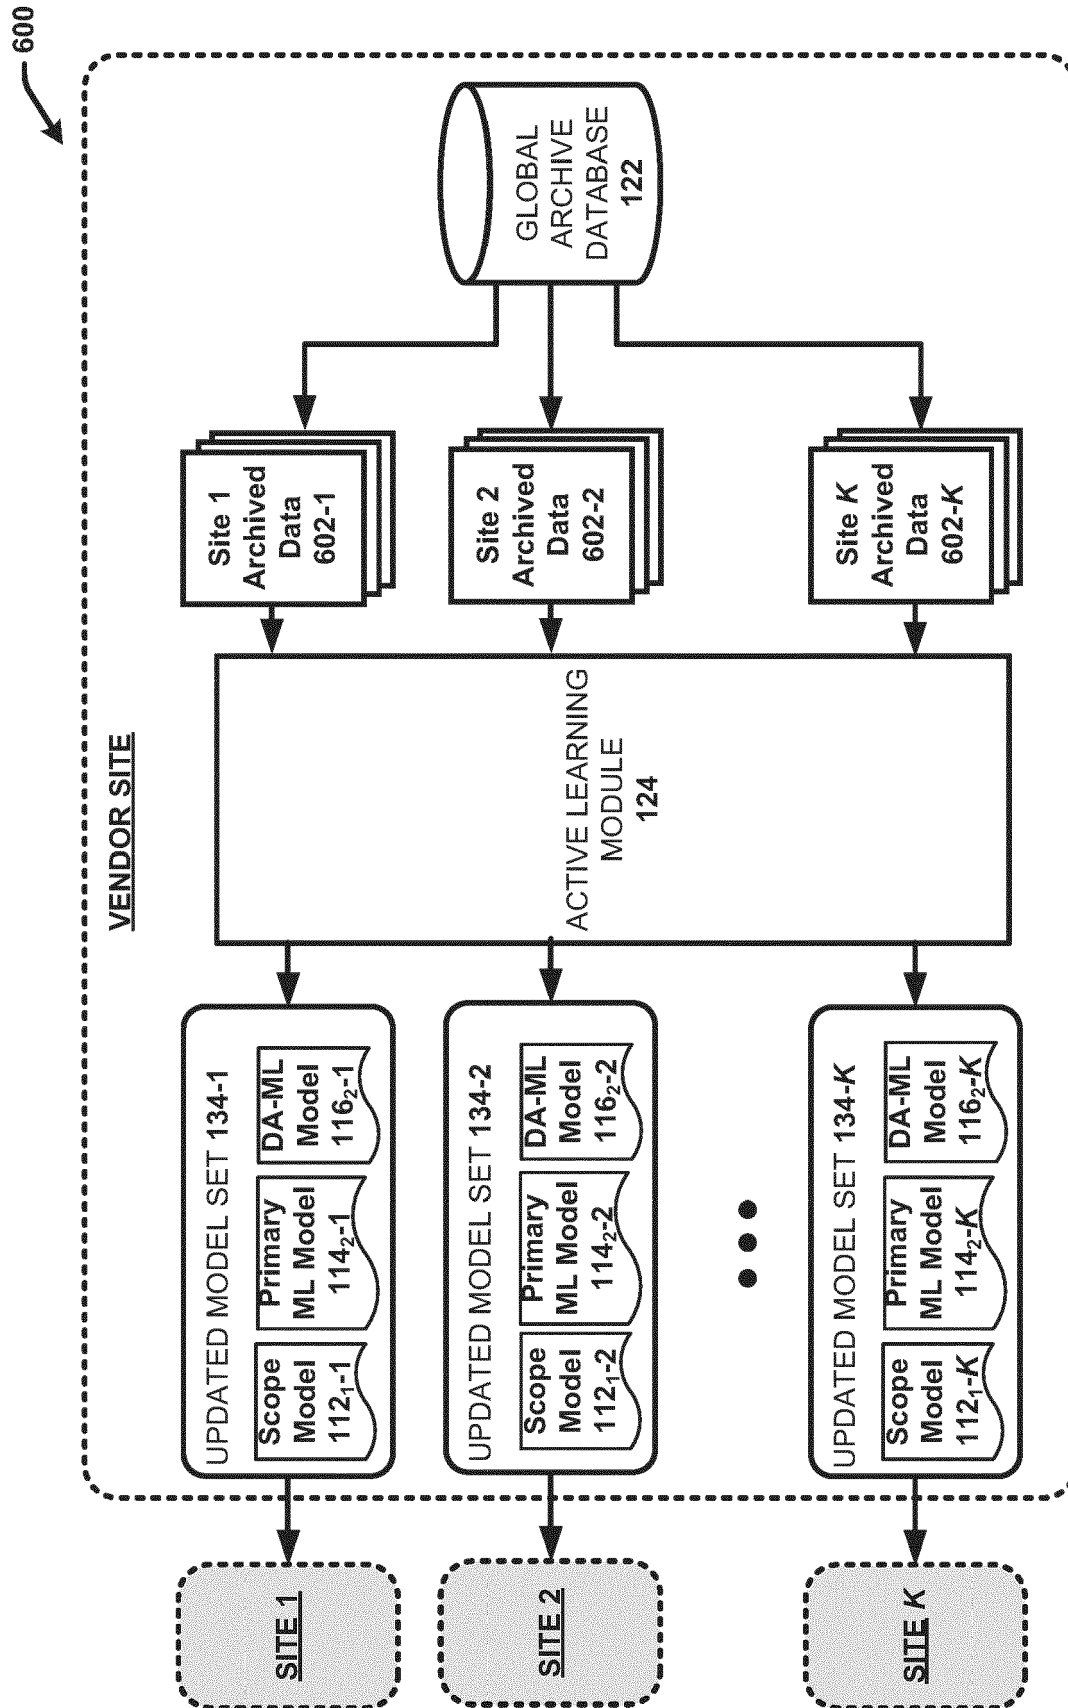 600
VENDOR SITE
SITE 1
UPDATED MODEL SET 134-1
Scope
Model
112₁-1
Primary
ML Model
114₂-1
DA-ML
Model
116₂-1
Site 1
Archived
Data
602-1
SITE 2
UPDATED MODEL SET 134-2
Scope
Model
112₁-2
Primary
ML Model
114₂-2
DA-ML
Model
116₂-2
ACTIVE LEARNING
MODULE
124
Site 2
Archived
Data
602-2
GLOBAL
ARCHIVE
DATABASE
122
SITE K
UPDATED MODEL SET 134-K
Scope
Model
112₁-K
Primary
ML Model
114₂-K
DA-ML
Model
116₂-K
Site K
Archived
Data
602-K